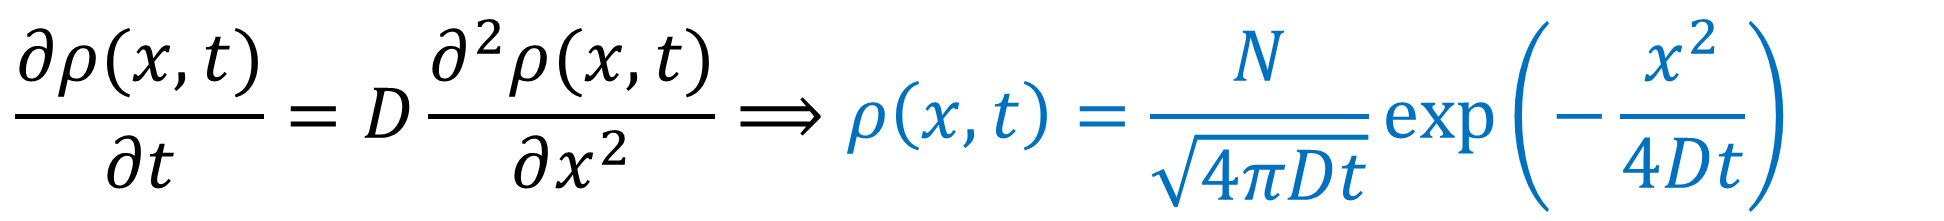 ∂ρ(x, t)/∂t = D ∂²ρ(x, t)/∂x² ⟹ ρ(x, t) = N/√(4πDt) exp(−x²/4Dt)